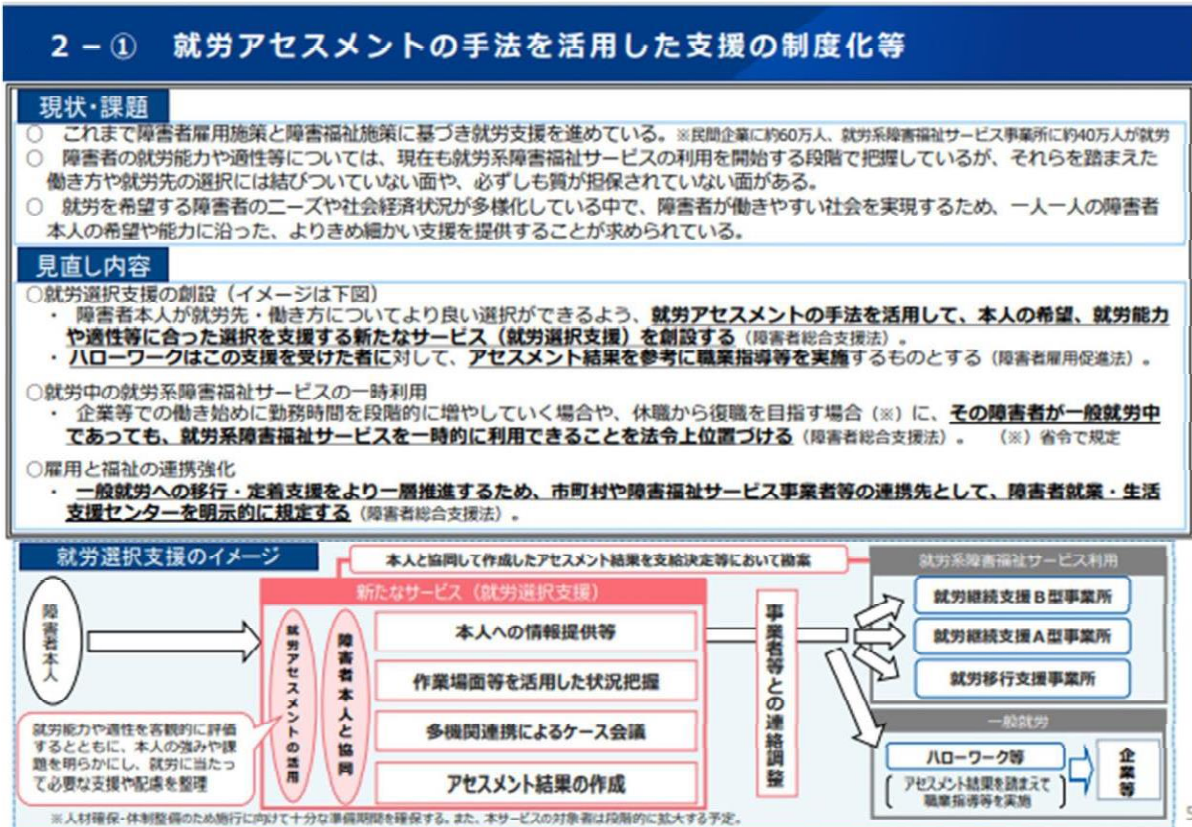 2－① 就労アセスメントの手法を活用した支援の制度化等
現状・課題
○ これまで障害者雇用施策と障害福祉施策に基づき就労支援を進めている。※民間企業に約60万人、就労系障害福祉サービス事業所に約40万人が就労
○ 障害者の就労能力や適性等については、現在も就労系障害福祉サービスの利用を開始する段階で把握しているが、それらを踏まえた
働き方や就労先の選択には結びついていない面や、必ずしも質が担保されていない面がある。
○ 就労を希望する障害者のニーズや社会経済状況が多様化している中で、障害者が働きやすい社会を実現するため、一人一人の障害者
本人の希望や能力に沿った、よりきめ細かい支援を提供することが求められている。
見直し内容
○就労選択支援の創設（イメージは下図）
・ 障害者本人が就労先・働き方についてより良い選択ができるよう、就労アセスメントの手法を活用して、本人の希望、就労能力
や適性等に合った選択を支援する新たなサービス（就労選択支援）を創設する（障害者総合支援法）。
・ ハローワークはこの支援を受けた者に対して、アセスメント結果を参考に職業指導等を実施するものとする（障害者雇用促進法）。
○就労中の就労系障害福祉サービスの一時利用
・ 企業等での働き始めに勤務時間を段階的に増やしていく場合や、休職から復職を目指す場合（※）に、その障害者が一般就労中
であっても、就労系障害福祉サービスを一時的に利用できることを法令上位置づける（障害者総合支援法）。 （※）省令で規定
○雇用と福祉の連携強化
・ 一般就労への移行・定着支援をより一層推進するため、市町村や障害福祉サービス事業者等の連携先として、障害者就業・生活
支援センターを明示的に規定する（障害者総合支援法）。
就労選択支援のイメージ
本人と協同して作成したアセスメント結果を支給決定等において勘案
障害者本人
新たなサービス（就労選択支援）
就労アセスメントの活用
障害者本人と協同
本人への情報提供等
作業場面等を活用した状況把握
多機関連携によるケース会議
アセスメント結果の作成
就労能力や適性を客観的に評価
するとともに、本人の強みや課
題を明らかにし、就労に当たっ
て必要な支援や配慮を整理
事業者等との連絡調整
就労系障害福祉サービス利用
就労継続支援B型事業所
就労継続支援A型事業所
就労移行支援事業所
一般就労
ハローワーク等
アセスメント結果を踏まえて
職業指導等を実施
企業等
※人材確保・体制整備のため施行に向けて十分な準備期間を確保する。また、本サービスの対象者は段階的に拡大する予定。
5